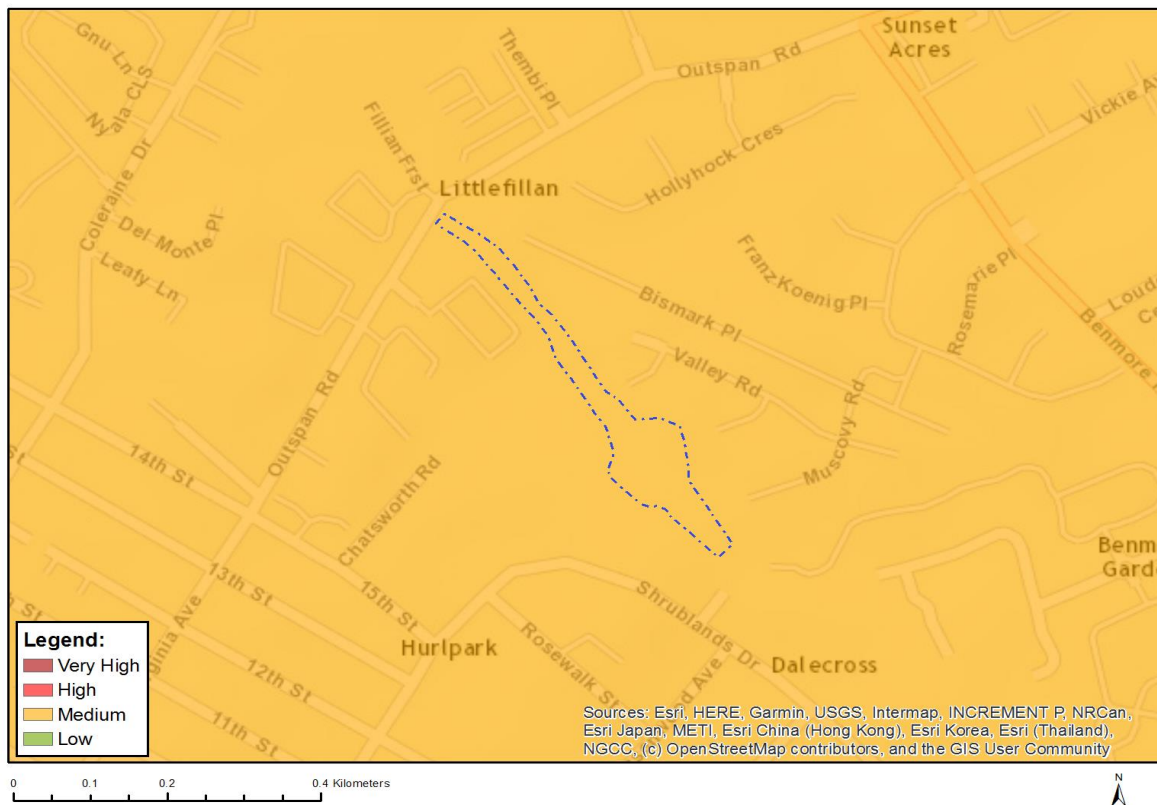 Sunset
Acres
Gnu Ln
Nyala CLS
Thembi Pl
Outspan Rd
Vickie Av
Coleraine Dr
Fillian Frst
Littlefillan
Hollyhock Cres
Del Monte Pl
Leafy Ln
Franz Koenig Pl
Rosemarie Pl
Bismark Pl
Benmore
Valley Rd
Outspan Rd
Muscovy Rd
14th St
Chatsworth Rd
13th St
15th St
Shrublands Dr
Hurlpark
Rosewalk St
Dalecross
12th St
11th St
Legend:
Very High
High
Medium
Low
Sources: Esri, HERE, Garmin, USGS, Intermap, INCREMENT P, NRCan,
Esri Japan, METI, Esri China (Hong Kong), Esri Korea, Esri (Thailand),
NGCC, (c) OpenStreetMap contributors, and the GIS User Community
0 0.1 0.2 0.4 Kilometers
N